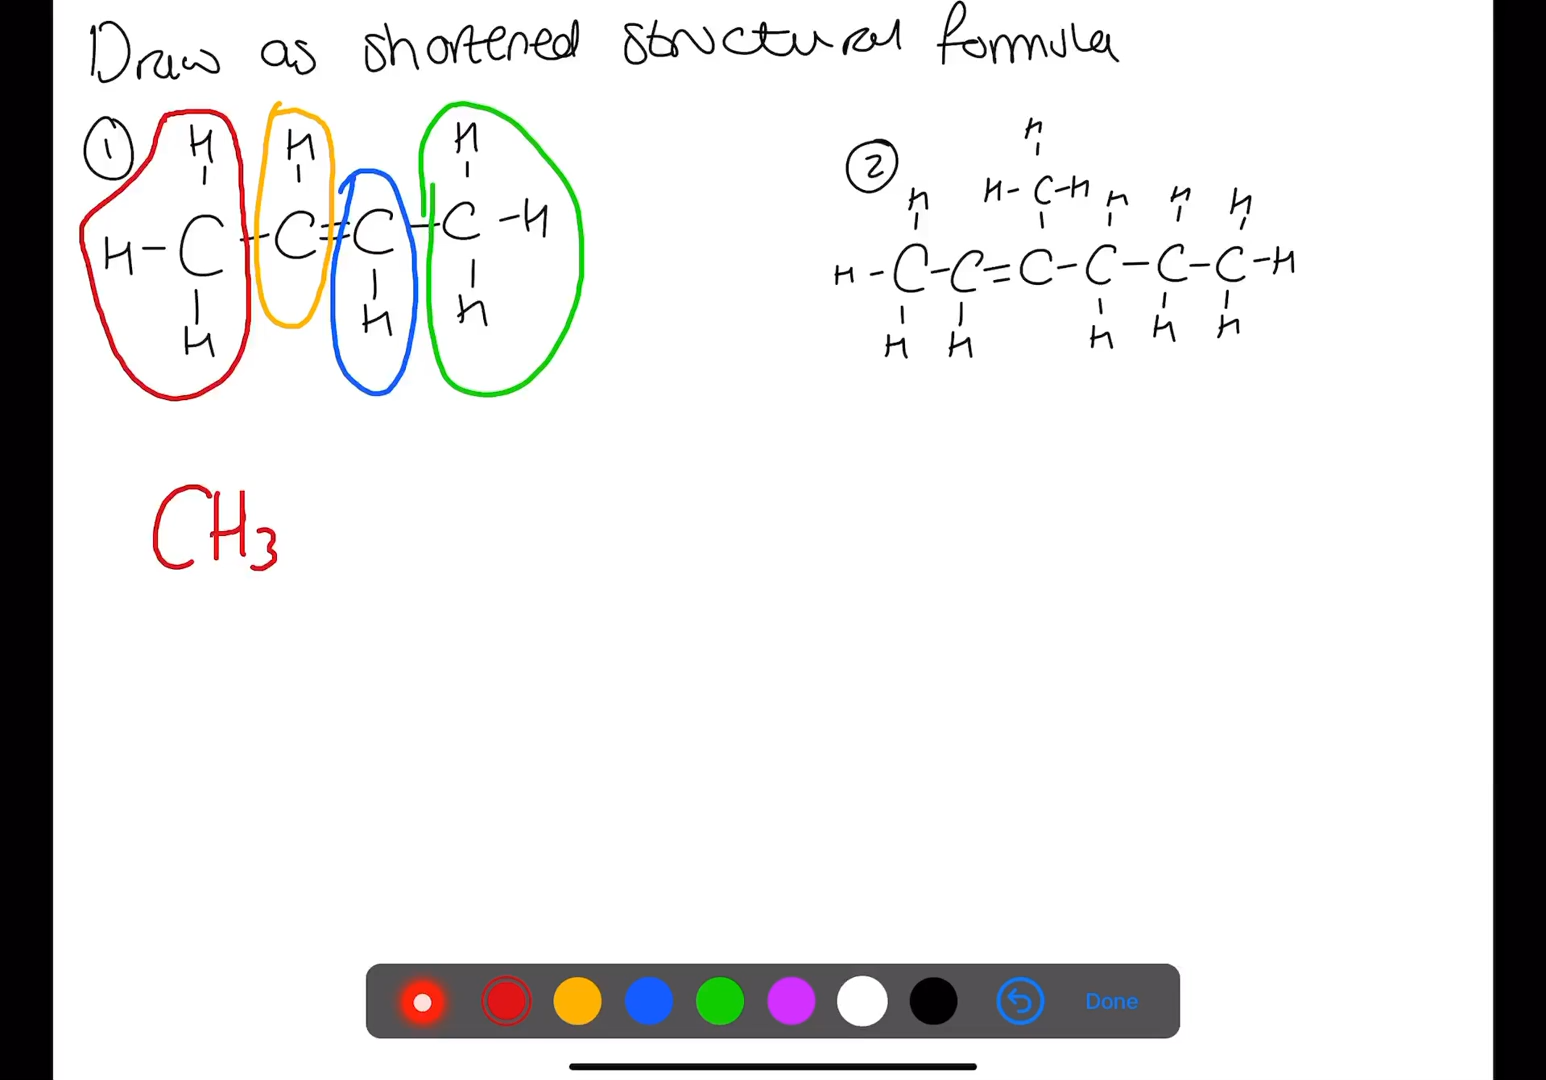 Draw as shortened structural formula
① ②
H H H H
H-C-C=C-C-H
H H H
H
H-C-H
H H H H
H-C-C=C-C-C-C-H
H H H H H
CH3
Done